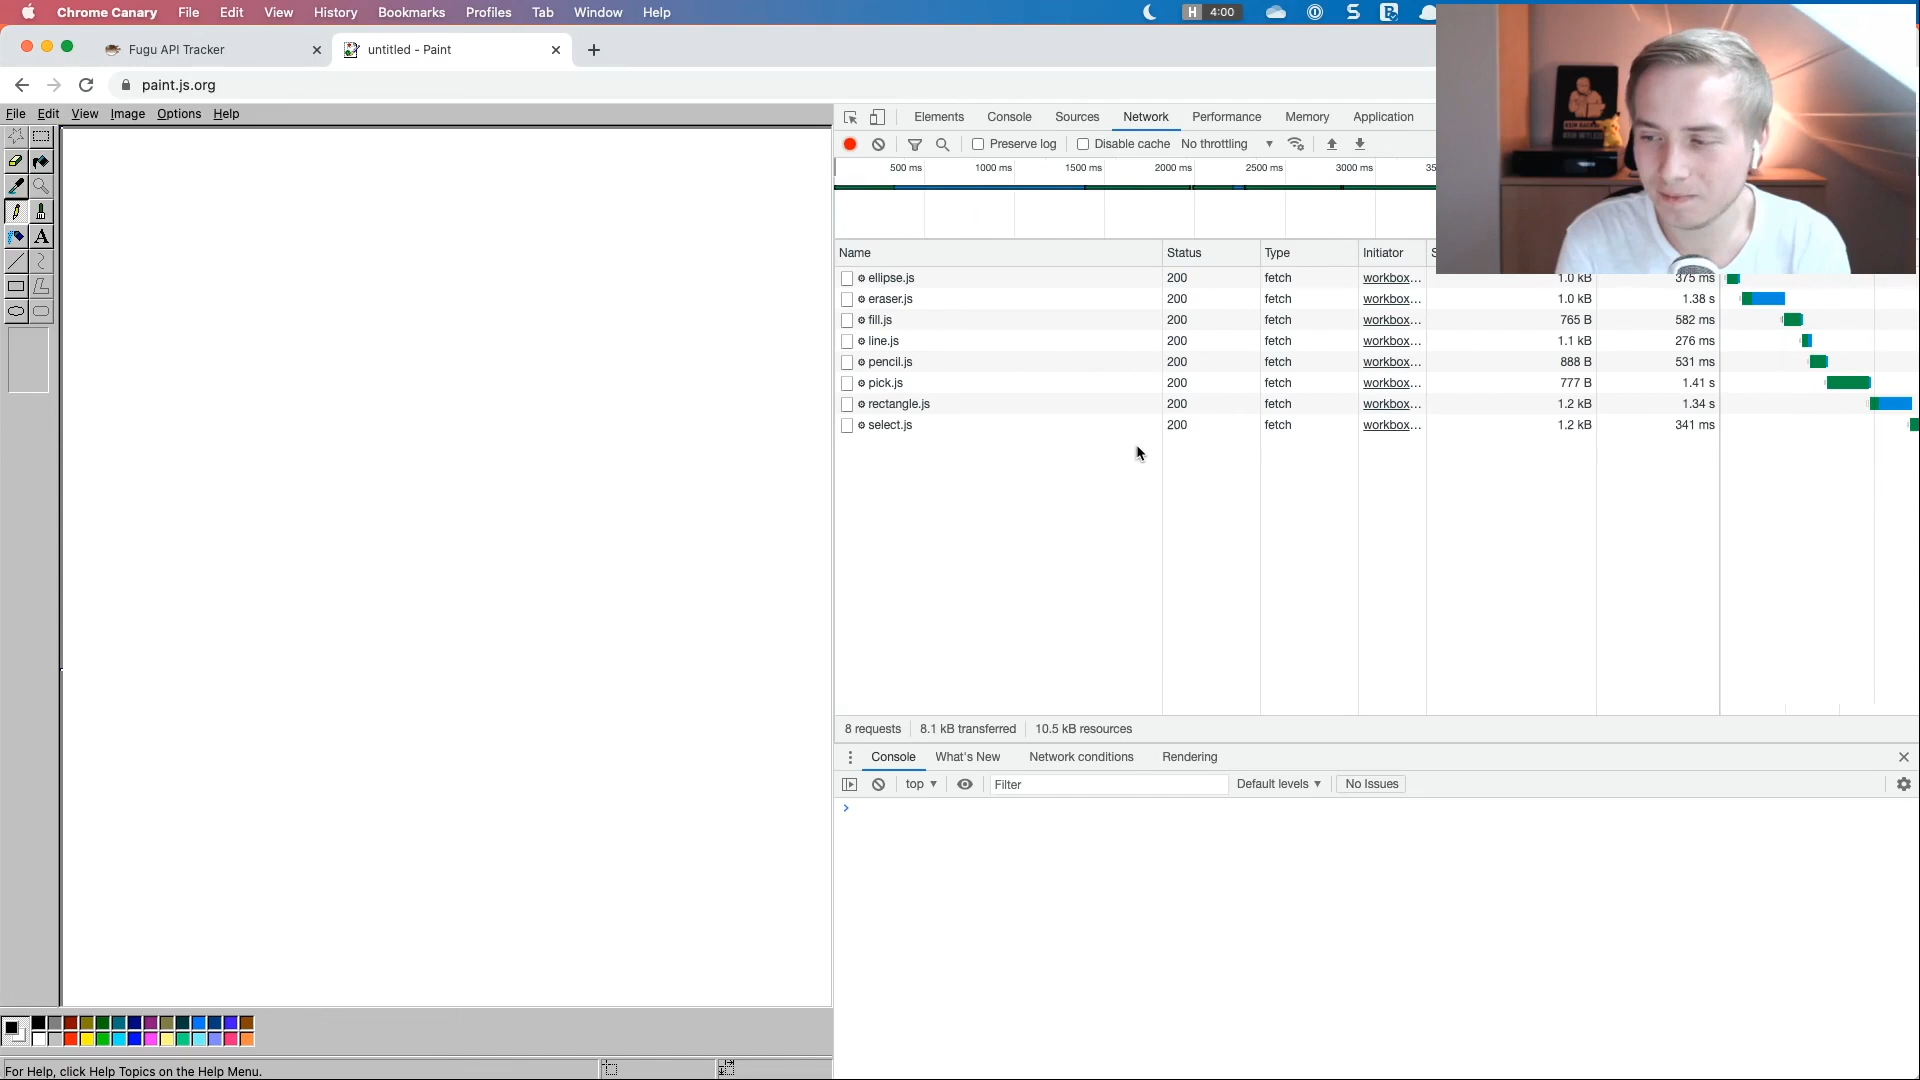 Chrome Canary File Edit View History Bookmarks Profiles Tab Window Help H 4:00
Fugu API Tracker untitled - Paint
paint.js.org
File Edit View Image Options Help
A
Elements Console Sources Network Performance Memory Application
Preserve log Disable cache No throttling
500 ms 1000 ms 1500 ms 2000 ms 2500 ms 3000 ms
Name Status Type Initiator
ellipse.js 200 fetch workbox... 1.0 kB 375 ms
eraser.js 200 fetch workbox... 1.0 kB 1.38 s
fill.js 200 fetch workbox... 765 B 582 ms
line.js 200 fetch workbox... 1.1 kB 276 ms
pencil.js 200 fetch workbox... 888 B 531 ms
pick.js 200 fetch workbox... 777 B 1.41 s
rectangle.js 200 fetch workbox... 1.2 kB 1.34 s
select.js 200 fetch workbox... 1.2 kB 341 ms
8 requests 8.1 kB transferred 10.5 kB resources
Console What's New Network conditions Rendering
top Filter Default levels No Issues
For Help, click Help Topics on the Help Menu.